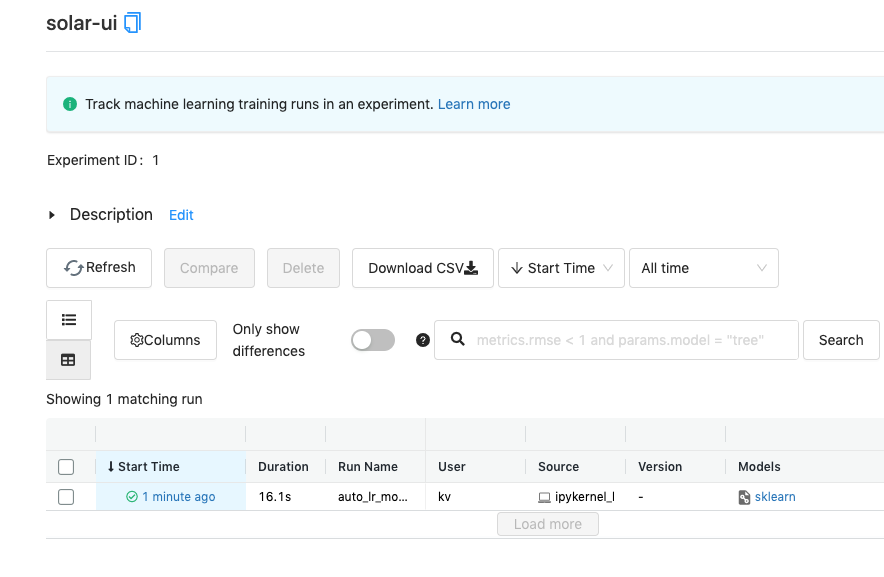 solar-ui
Track machine learning training runs in an experiment. Learn more
Experiment ID: 1
Description Edit
Refresh Compare Delete Download CSV Start Time All time
Columns Only show differences ? metrics.rmse < 1 and params.model = "tree" Search
Showing 1 matching run
Start Time Duration Run Name User Source Version Models
1 minute ago 16.1s auto_lr_mo... kv ipykernel_l - sklearn
Load more